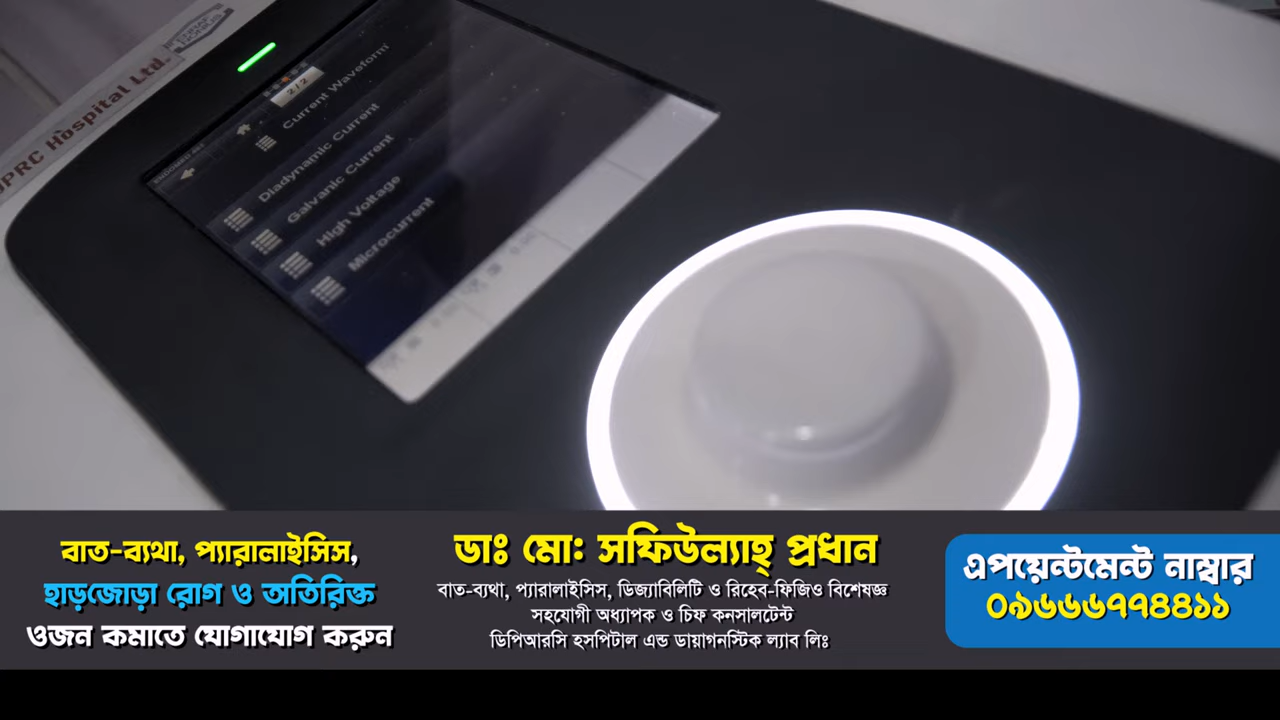 DPRC Hospital Ltd.
2/2
Current Waveform
Diadynamic Current
Galvanic Current
High Voltage
Microcurrent
বাত-ব্যথা, প্যারালাইসিস,
হাড়জোড়া রোগ ও অতিরিক্ত
ওজন কমাতে যোগাযোগ করুন
ডাঃ মো: সফিউল্যাহ্ প্রধান
বাত-ব্যথা, প্যারালাইসিস, ডিজ্যাবিলিটি ও রিহেব-ফিজিও বিশেষজ্ঞ
সহযোগী অধ্যাপক ও চিফ কনসালটেন্ট
ডিপিআরসি হসপিটাল এন্ড ডায়াগনস্টিক ল্যাব লিঃ
এপয়েন্টমেন্ট নাম্বার
০৯৬৬৬৭৭৪৪১১